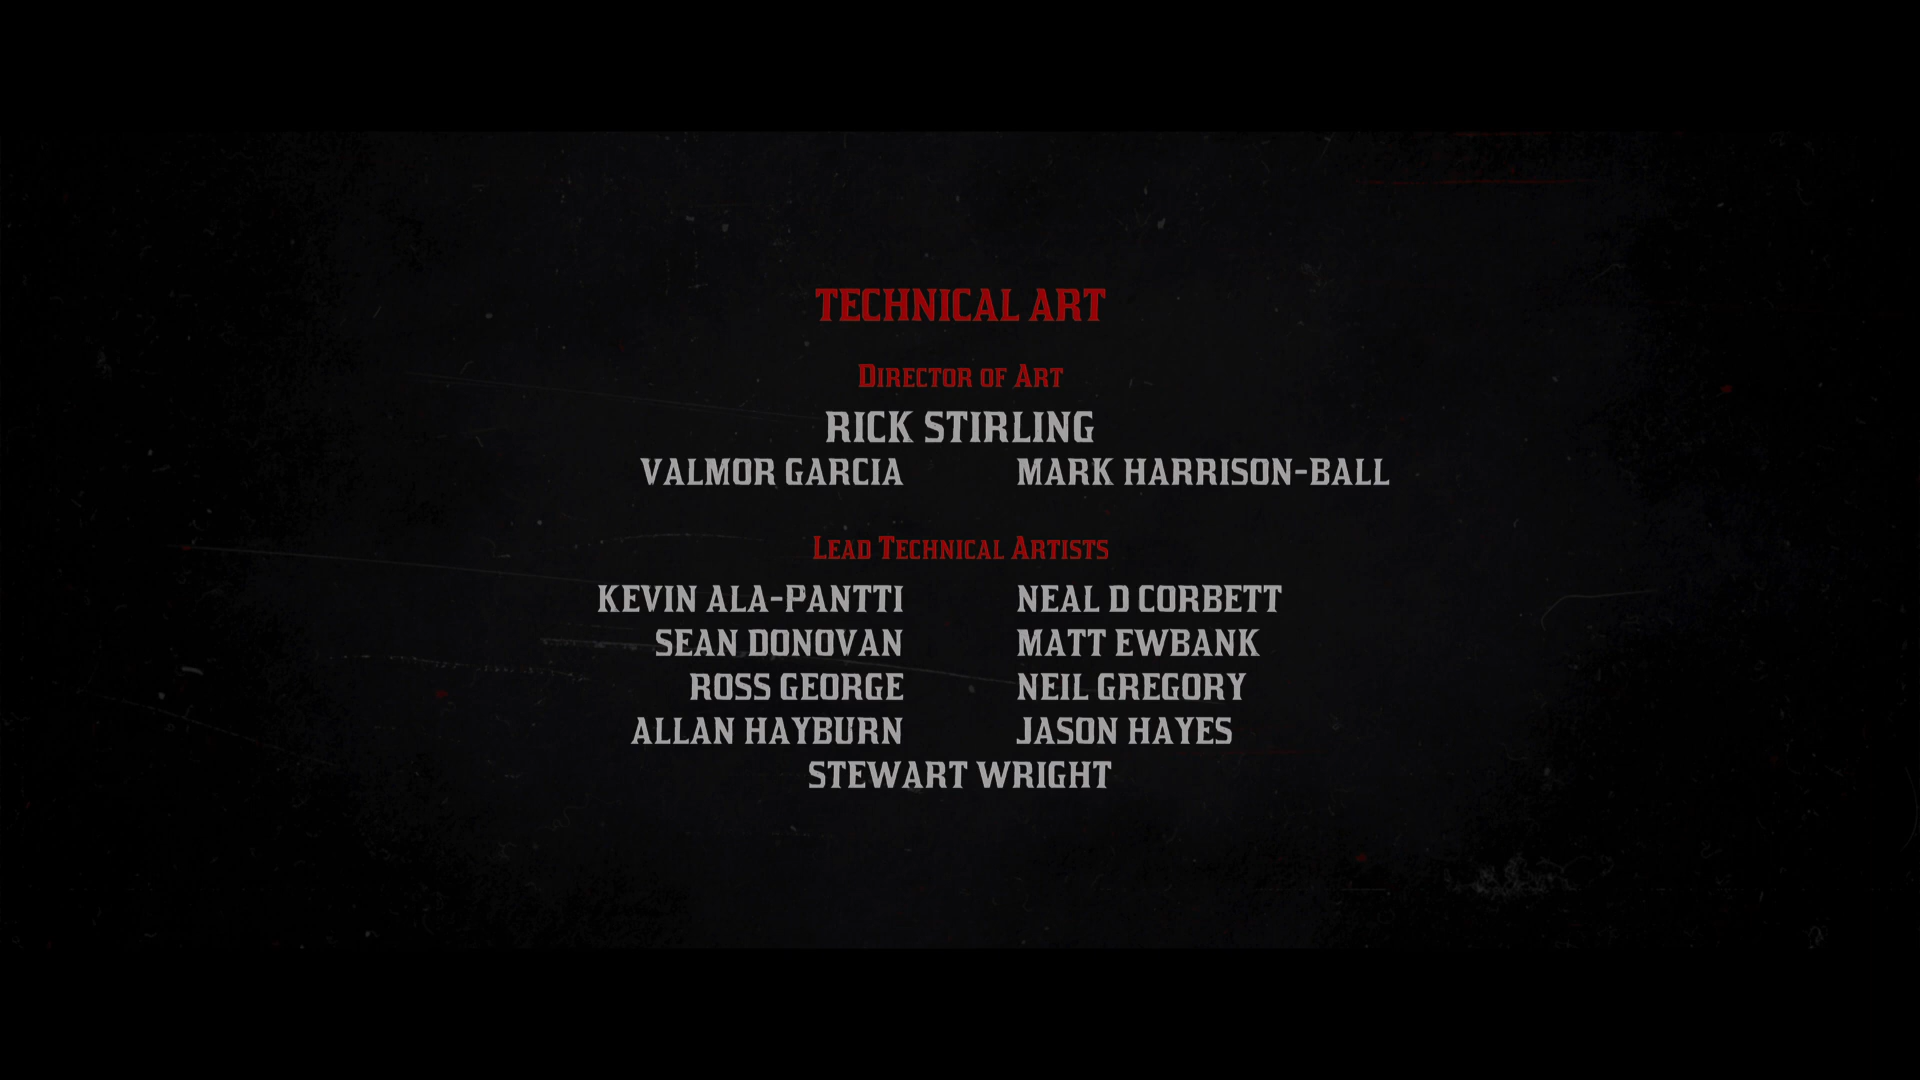 TECHNICAL ART
DIRECTOR OF ART
RICK STIRLING
VALMOR GARCIA MARK HARRISON-BALL
LEAD TECHNICAL ARTISTS
KEVIN ALA-PANTTI NEAL D CORBETT
SEAN DONOVAN MATT EWBANK
ROSS GEORGE NEIL GREGORY
ALLAN HAYBURN JASON HAYES
STEWART WRIGHT